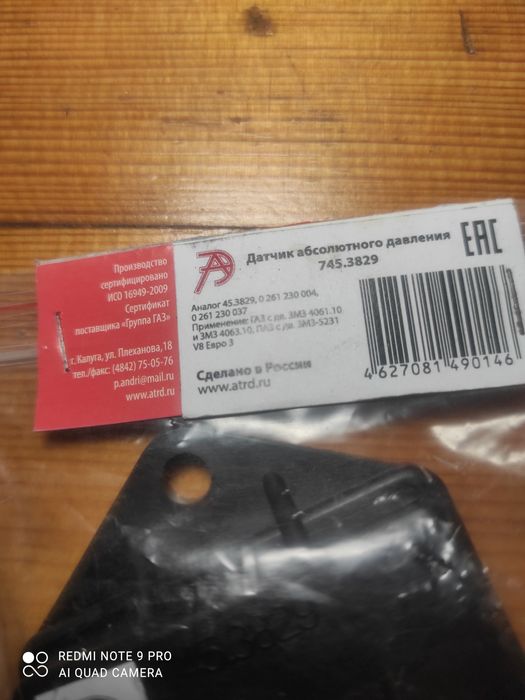 Производство
сертифицировано
ИСО 16949-2009
Сертификат
поставщика «Группа ГАЗ»
г. Калуга, ул. Плеханова,18
тел./факс: (4842) 75-05-76
p.andri@mail.ru
www.atrd.ru
Датчик абсолютного давления
745.3829
EAC
Аналог 45.3829, 0 261 230 004,
0 261 230 037
Применение: ГАЗ с дв. ЗМЗ 4061.10
и ЗМЗ 4063.10, ПАЗ с дв. ЗМЗ-5231
V8 Евро 3
Сделано в России
www.atrd.ru
4 627081 490146
REDMI NOTE 9 PRO
AI QUAD CAMERA